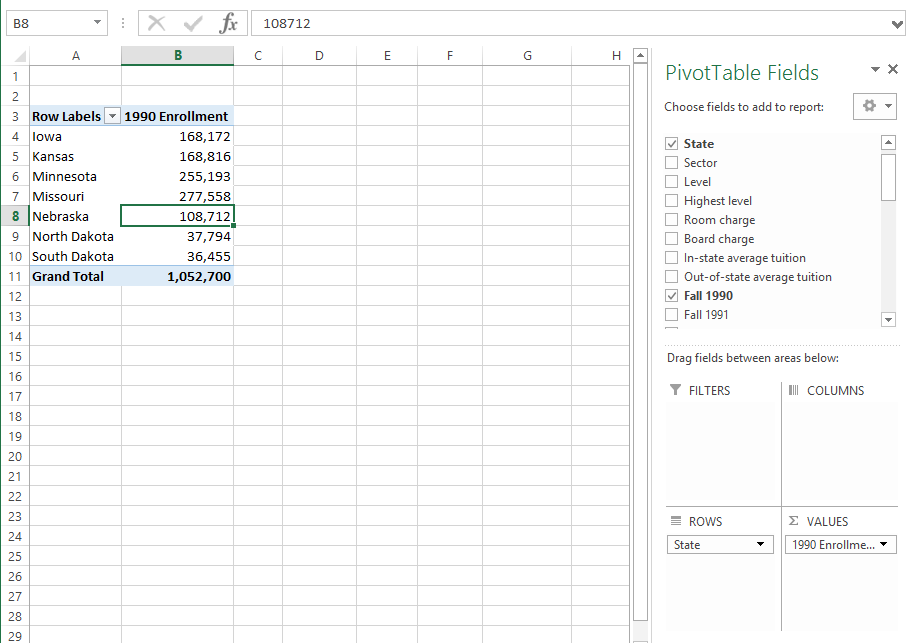 B8 fx 108712
A B C D E F G H
1
2
3 Row Labels 1990 Enrollment
4 Iowa 168,172
5 Kansas 168,816
6 Minnesota 255,193
7 Missouri 277,558
8 Nebraska 108,712
9 North Dakota 37,794
10 South Dakota 36,455
11 Grand Total 1,052,700
12
13
14
15
16
17
18
19
20
21
22
23
24
25
26
27
28
29
PivotTable Fields
Choose fields to add to report:
State
Sector
Level
Highest level
Room charge
Board charge
In-state average tuition
Out-of-state average tuition
Fall 1990
Fall 1991
Drag fields between areas below:
FILTERS
COLUMNS
ROWS
State
Σ VALUES
1990 Enrollme...